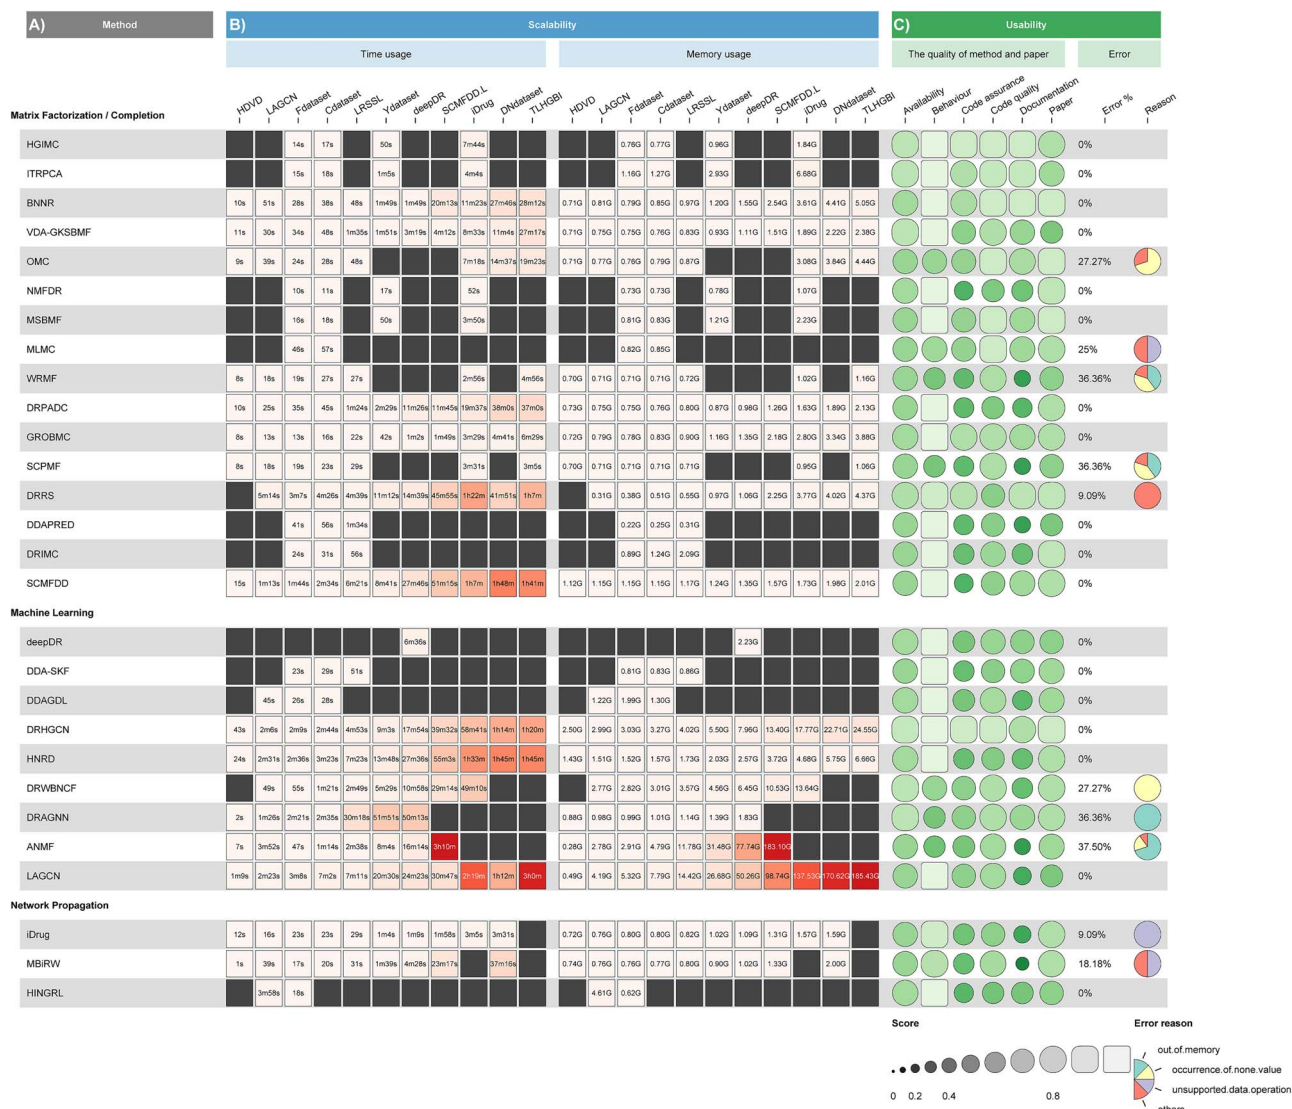 A) Method B) Scalability C) Usability
Time usage Memory usage The quality of method and paper Error
HDVD LAGCN Fdataset Cdataset LRSSL Ydataset deepDR SCMFDD.L iDrug DNdataset TLHGBI HDVD LAGCN Fdataset Cdataset LRSSL Ydataset deepDR SCMFDD.L iDrug DNdataset TLHGBI Availability Behaviour Code assurance Code quality Documentation Paper Error % Reason
Matrix Factorization / Completion
HGIMC 14s 17s 50s 7m44s 0.76G 0.77G 0.96G 1.84G 0%
ITRPCA 15s 18s 1m5s 4m4s 1.16G 1.27G 2.93G 6.68G 0%
BNNR 10s 51s 28s 38s 48s 1m49s 1m49s 20m13s 11m23s 27m46s 28m12s 0.71G 0.81G 0.79G 0.85G 0.97G 1.20G 1.55G 2.54G 3.61G 4.41G 5.05G 0%
VDA-GKSBMF 11s 30s 34s 48s 1m35s 1m51s 3m19s 4m12s 8m33s 11m4s 27m17s 0.71G 0.75G 0.75G 0.76G 0.83G 0.93G 1.11G 1.51G 1.89G 2.22G 2.38G 0%
OMC 9s 39s 24s 28s 48s 7m18s 14m37s 19m23s 0.71G 0.77G 0.76G 0.79G 0.87G 3.08G 3.84G 4.44G 27.27%
NMFDR 10s 11s 17s 52s 0.73G 0.73G 0.78G 1.07G 0%
MSBMF 16s 18s 50s 3m50s 0.81G 0.83G 1.21G 2.23G 0%
MLMC 46s 57s 0.82G 0.85G 25%
WRMF 8s 18s 19s 27s 27s 2m56s 4m56s 0.70G 0.71G 0.71G 0.71G 0.72G 1.02G 1.16G 36.36%
DRPADC 10s 25s 35s 45s 1m24s 2m29s 11m26s 11m45s 19m37s 38m0s 37m0s 0.73G 0.75G 0.75G 0.76G 0.80G 0.87G 0.98G 1.26G 1.63G 1.89G 2.13G 0%
GROBMC 8s 13s 13s 16s 22s 42s 1m2s 1m49s 3m29s 4m41s 6m29s 0.72G 0.79G 0.78G 0.83G 0.90G 1.16G 1.35G 2.18G 2.80G 3.34G 3.88G 0%
SCPMF 8s 18s 19s 23s 29s 3m31s 3m5s 0.70G 0.71G 0.71G 0.71G 0.71G 0.95G 1.06G 36.36%
DRRS 5m14s 3m7s 4m26s 4m39s 11m12s 14m39s 45m55s 1h22m 41m51s 1h7m 0.31G 0.38G 0.51G 0.55G 0.97G 1.06G 2.25G 3.77G 4.02G 4.37G 9.09%
DDAPRED 41s 56s 1m34s 0.22G 0.25G 0.31G 0%
DRIMC 24s 31s 56s 0.89G 1.24G 2.09G 0%
SCMFDD 15s 1m13s 1m44s 2m34s 6m21s 8m41s 27m46s 51m15s 1h7m 1h48m 1h41m 1.12G 1.15G 1.15G 1.15G 1.17G 1.24G 1.35G 1.57G 1.73G 1.98G 2.01G 0%
Machine Learning
deepDR 6m36s 2.23G 0%
DDA-SKF 23s 29s 51s 0.81G 0.83G 0.86G 0%
DDAGDL 45s 26s 28s 1.22G 1.99G 1.30G 0%
DRHGCN 43s 2m6s 2m9s 2m44s 4m53s 9m3s 17m54s 39m32s 58m41s 1h14m 1h20m 2.50G 2.99G 3.03G 3.27G 4.02G 5.50G 7.96G 13.40G 17.77G 22.71G 24.55G 0%
HNRD 24s 2m31s 2m36s 3m23s 7m23s 13m48s 27m36s 55m3s 1h33m 1h45m 1h45m 1.43G 1.51G 1.52G 1.57G 1.73G 2.03G 2.57G 3.72G 4.68G 5.75G 6.66G 0%
DRWBNCF 49s 55s 1m21s 2m49s 5m29s 10m58s 29m14s 49m10s 2.77G 2.82G 3.01G 3.57G 4.56G 6.45G 10.53G 13.64G 27.27%
DRAGNN 2s 1m26s 2m21s 2m35s 30m18s 51m51s 50m13s 0.88G 0.98G 0.99G 1.01G 1.14G 1.39G 1.83G 36.36%
ANMF 7s 3m52s 47s 1m14s 2m38s 8m4s 16m14s 3h10m 0.28G 2.78G 2.91G 4.79G 11.78G 31.48G 77.74G 183.10G 37.50%
LAGCN 1m9s 2m23s 3m8s 7m2s 7m11s 20m30s 24m23s 30m47s 2h19m 1h12m 3h0m 0.49G 4.19G 5.32G 7.79G 14.42G 26.68G 50.26G 98.74G 137.53G 170.62G 185.43G 0%
Network Propagation
iDrug 12s 16s 23s 23s 29s 1m4s 1m9s 1m58s 3m5s 3m31s 0.72G 0.76G 0.80G 0.80G 0.82G 1.02G 1.09G 1.31G 1.57G 1.59G 9.09%
MBiRW 1s 39s 17s 20s 31s 1m39s 4m28s 23m17s 37m16s 0.74G 0.76G 0.76G 0.77G 0.80G 0.90G 1.02G 1.33G 2.00G 18.18%
HINGRL 3m58s 18s 4.61G 0.62G 0%
Score Error reason
out.of.memory
occurrence.of.none.value
unsupported.data.operation
0 0.2 0.4 0.8